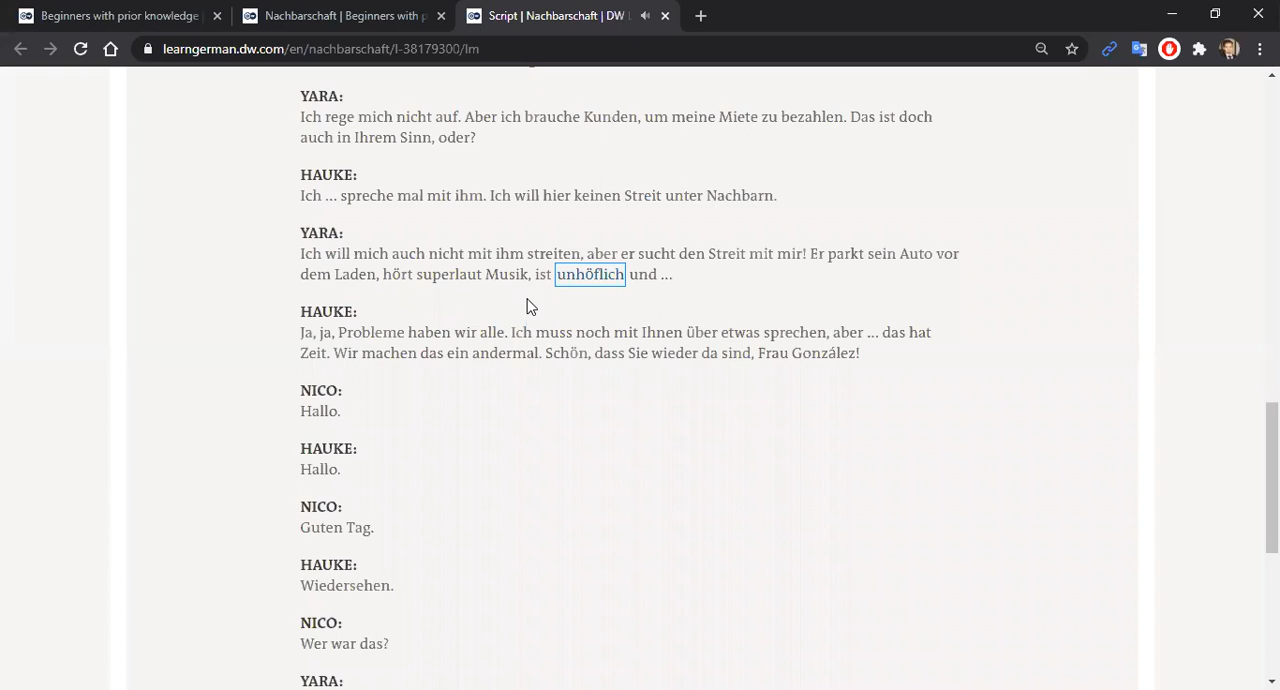 Beginners with prior knowledge
Nachbarschaft | Beginners with p
Script | Nachbarschaft | DW L
learngerman.dw.com/en/nachbarschaft/l-38179300/lm
YARA:
Ich rege mich nicht auf. Aber ich brauche Kunden, um meine Miete zu bezahlen. Das ist doch
auch in Ihrem Sinn, oder?
HAUKE:
Ich ... spreche mal mit ihm. Ich will hier keinen Streit unter Nachbarn.
YARA:
Ich will mich auch nicht mit ihm streiten, aber er sucht den Streit mit mir! Er parkt sein Auto vor
dem Laden, hört superlaut Musik, ist unhöflich und ...
HAUKE:
Ja, ja, Probleme haben wir alle. Ich muss noch mit Ihnen über etwas sprechen, aber ... das hat
Zeit. Wir machen das ein andermal. Schön, dass Sie wieder da sind, Frau González!
NICO:
Hallo.
HAUKE:
Hallo.
NICO:
Guten Tag.
HAUKE:
Wiedersehen.
NICO:
Wer war das?
YARA: